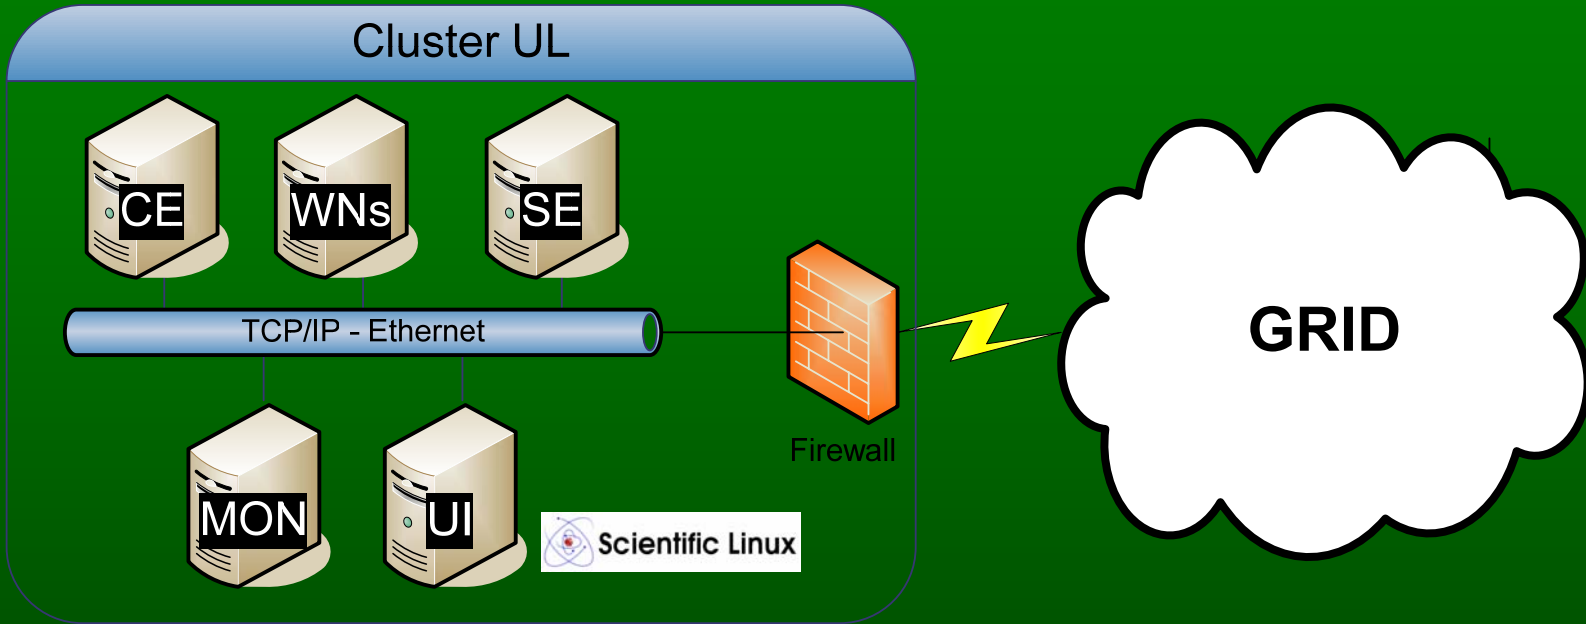 Cluster UL
CE
WNs
SE
TCP/IP - Ethernet
Firewall
GRID
MON
UI
Scientific Linux